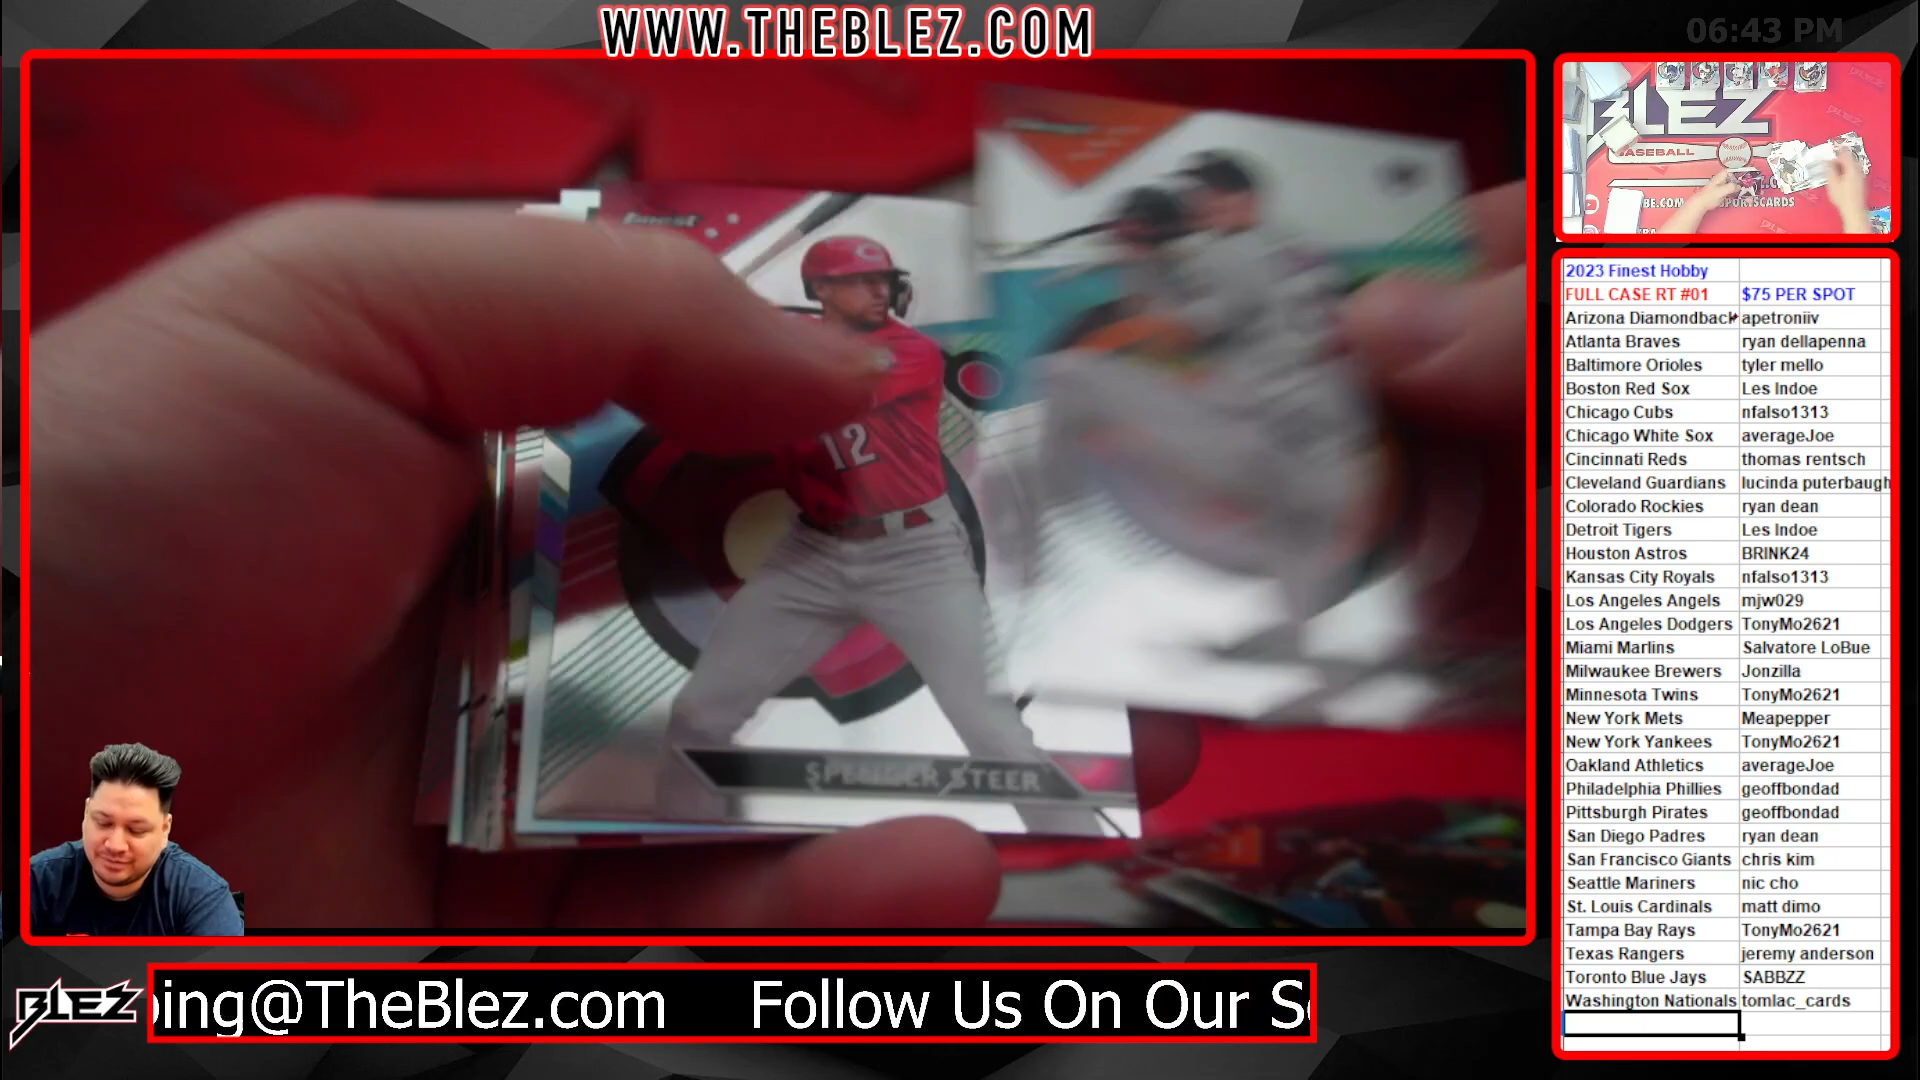 WWW.THEBLEZ.COM
06:43 PM
finest
12
SPENCER STEER
BLEZ
BASEBALL
2023 Finest Hobby
FULL CASE RT #01 $75 PER SPOT
Arizona Diamondback apetroniiv
Atlanta Braves ryan dellapenna
Baltimore Orioles tyler mello
Boston Red Sox Les Indoe
Chicago Cubs nfalso1313
Chicago White Sox averageJoe
Cincinnati Reds thomas rentsch
Cleveland Guardians lucinda puterbaugh
Colorado Rockies ryan dean
Detroit Tigers Les Indoe
Houston Astros BRINK24
Kansas City Royals nfalso1313
Los Angeles Angels mjw029
Los Angeles Dodgers TonyMo2621
Miami Marlins Salvatore LoBue
Milwaukee Brewers Jonzilla
Minnesota Twins TonyMo2621
New York Mets Meapepper
New York Yankees TonyMo2621
Oakland Athletics averageJoe
Philadelphia Phillies geoffbondad
Pittsburgh Pirates geoffbondad
San Diego Padres ryan dean
San Francisco Giants chris kim
Seattle Mariners nic cho
St. Louis Cardinals matt dimo
Tampa Bay Rays TonyMo2621
Texas Rangers jeremy anderson
Toronto Blue Jays SABBZZ
Washington Nationals tomlac_cards
BLEZ
ping@TheBlez.com Follow Us On Our So